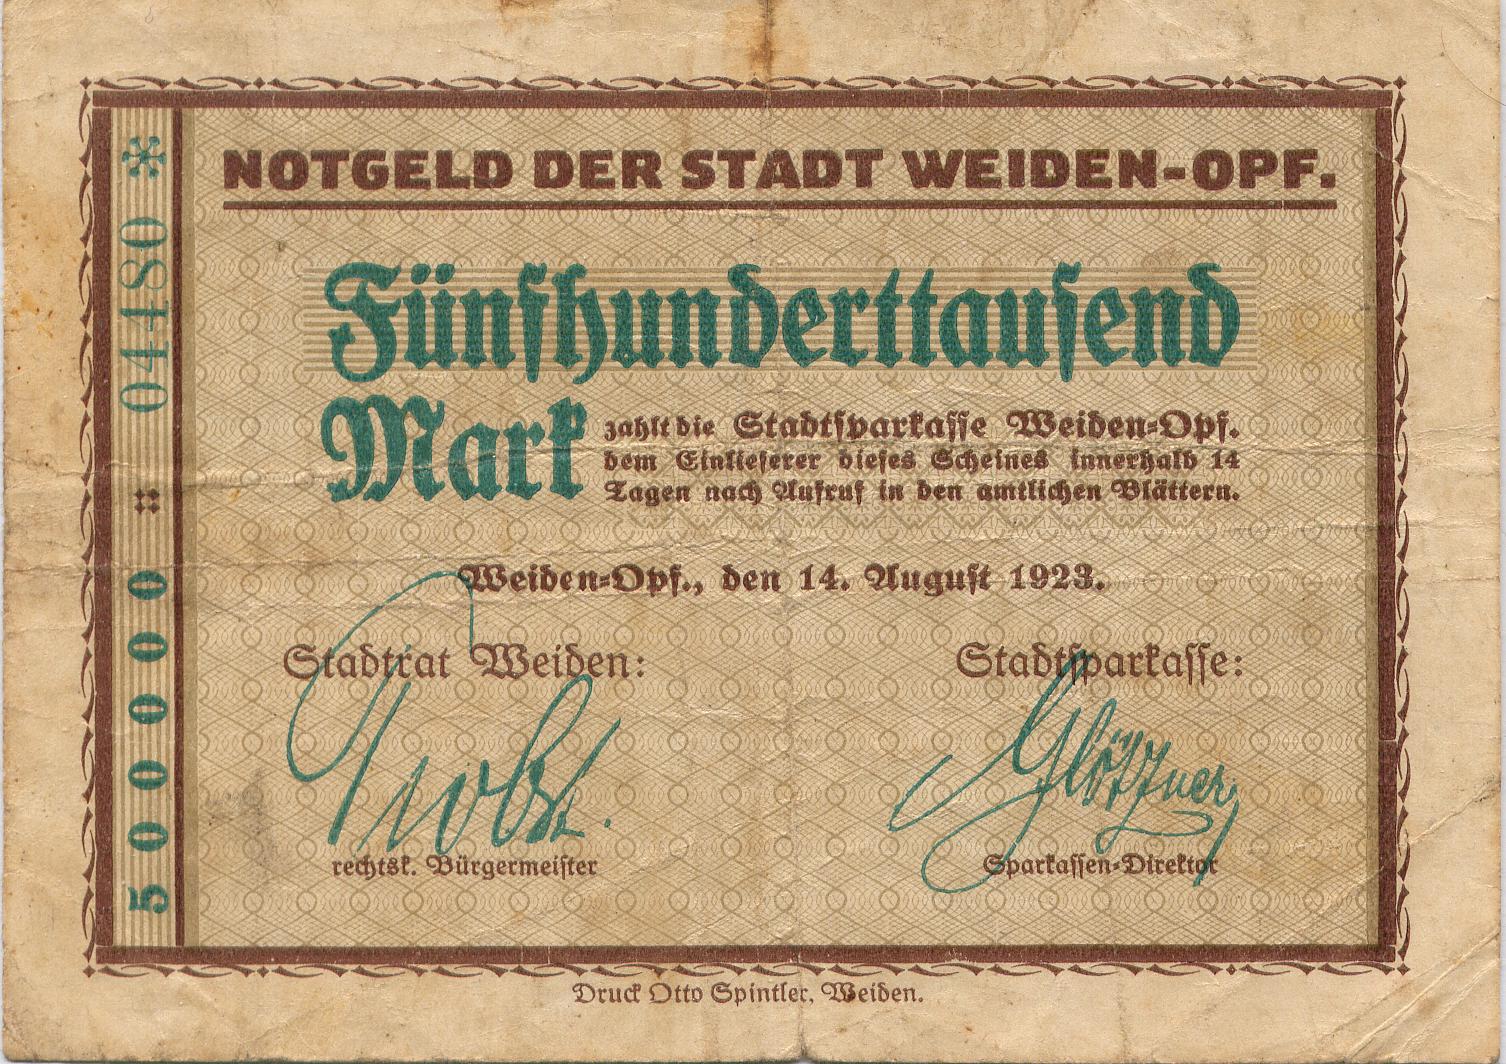 NOTGELD DER STADT WEIDEN-OPF.
Fünfhunderttausend
Mark
zahlt die Stadtsparkasse Weiden-Opf.
dem Einlieferer dieses Scheines innerhalb 14
Tagen nach Aufruf in den amtlichen Blättern.
Weiden-Opf., den 14. August 1923.
Stadtrat Weiden:
Probst.
rechtsk. Bürgermeister
Stadtsparkasse:
Glötzner,
Sparkassen-Direktor
500000 :: 04480 *
Druck Otto Spintler, Weiden.